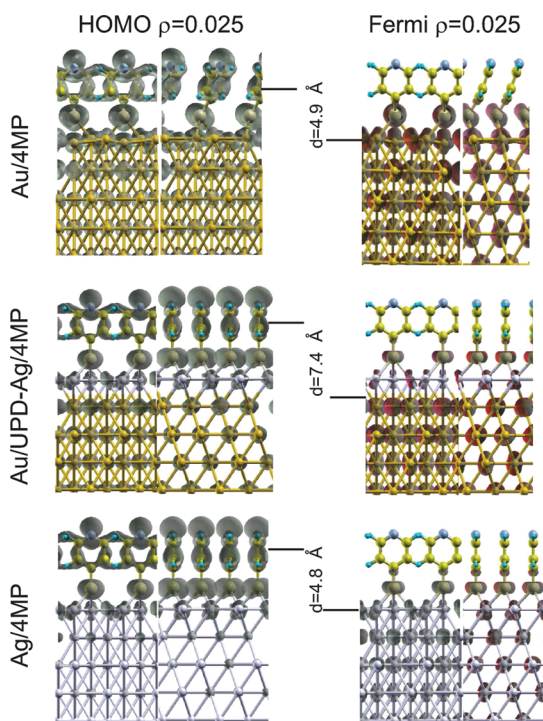 HOMO ρ=0.025
Fermi ρ=0.025
Au/4MP
d=4.9 Å
Au/UPD-Ag/4MP
d=7.4 Å
Ag/4MP
d=4.8 Å